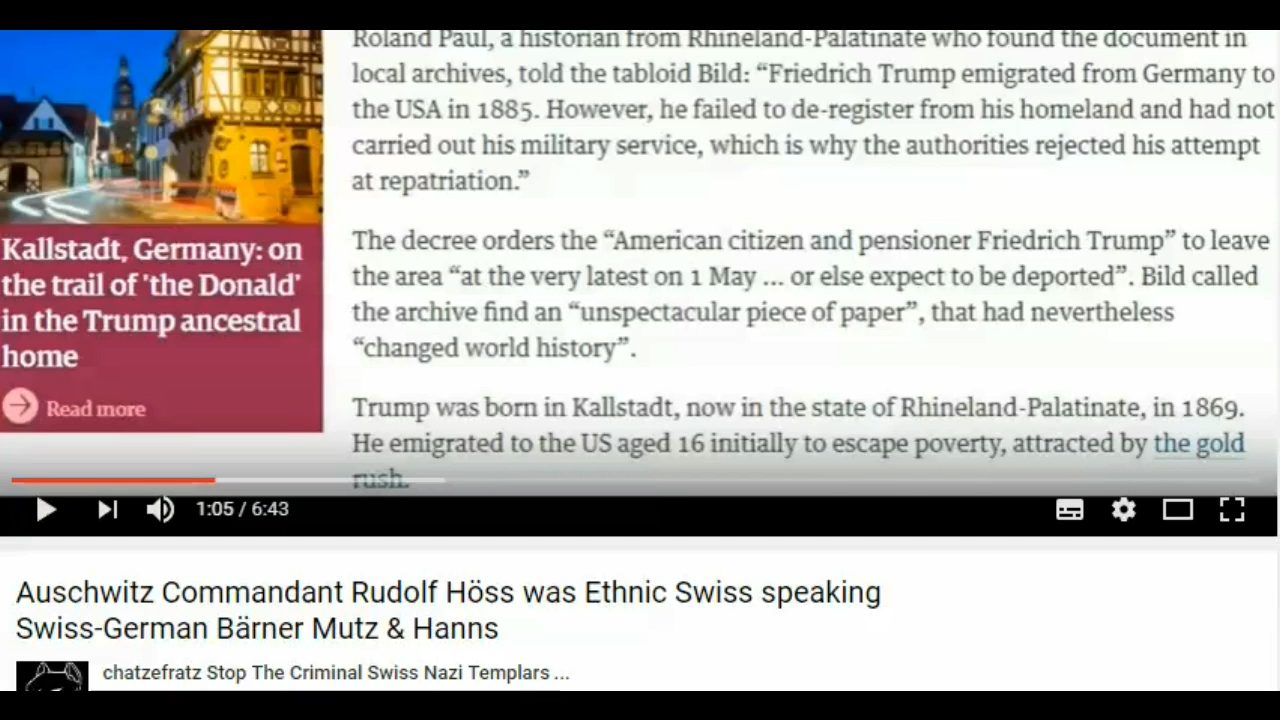 Roland Paul, a historian from Rhineland-Palatinate who found the document in
local archives, told the tabloid Bild: “Friedrich Trump emigrated from Germany to
the USA in 1885. However, he failed to de-register from his homeland and had not
carried out his military service, which is why the authorities rejected his attempt
at repatriation.”
The decree orders the “American citizen and pensioner Friedrich Trump” to leave
the area “at the very latest on 1 May ... or else expect to be deported”. Bild called
the archive find an “unspectacular piece of paper”, that had nevertheless
“changed world history”.
Trump was born in Kallstadt, now in the state of Rhineland-Palatinate, in 1869.
He emigrated to the US aged 16 initially to escape poverty, attracted by the gold
rush.
Kallstadt, Germany: on
the trail of 'the Donald'
in the Trump ancestral
home
Read more
1:05 / 6:43
Auschwitz Commandant Rudolf Höss was Ethnic Swiss speaking
Swiss-German Bärner Mutz & Hanns
chatzefratz Stop The Criminal Swiss Nazi Templars ...